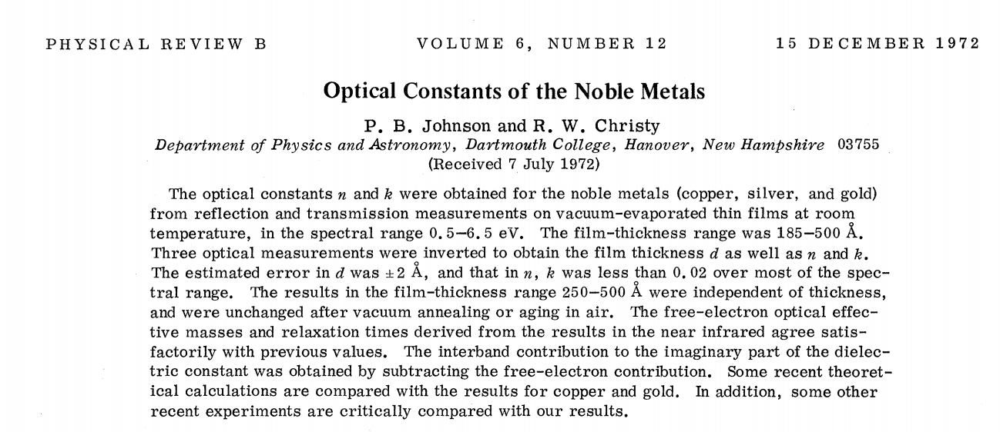 PHYSICAL REVIEW B VOLUME 6, NUMBER 12 15 DECEMBER 1972
Optical Constants of the Noble Metals
P. B. Johnson and R. W. Christy
Department of Physics and Astronomy, Dartmouth College, Hanover, New Hampshire 03755
(Received 7 July 1972)
The optical constants n and k were obtained for the noble metals (copper, silver, and gold)
from reflection and transmission measurements on vacuum-evaporated thin films at room
temperature, in the spectral range 0.5–6.5 eV. The film-thickness range was 185–500 Å.
Three optical measurements were inverted to obtain the film thickness d as well as n and k.
The estimated error in d was ±2 Å, and that in n, k was less than 0.02 over most of the spec-
tral range. The results in the film-thickness range 250–500 Å were independent of thickness,
and were unchanged after vacuum annealing or aging in air. The free-electron optical effec-
tive masses and relaxation times derived from the results in the near infrared agree satis-
factorily with previous values. The interband contribution to the imaginary part of the dielec-
tric constant was obtained by subtracting the free-electron contribution. Some recent theoret-
ical calculations are compared with the results for copper and gold. In addition, some other
recent experiments are critically compared with our results.